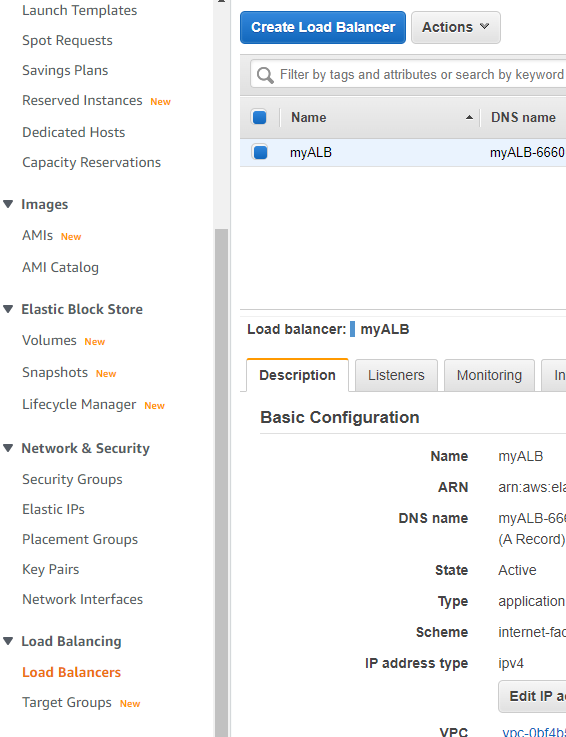 Launch Templates
Spot Requests
Savings Plans
Reserved Instances New
Dedicated Hosts
Capacity Reservations
Images
AMIs New
AMI Catalog
Elastic Block Store
Volumes New
Snapshots New
Lifecycle Manager New
Network & Security
Security Groups
Elastic IPs
Placement Groups
Key Pairs
Network Interfaces
Load Balancing
Load Balancers
Target Groups New
Create Load Balancer Actions
Filter by tags and attributes or search by keyword
Name DNS name
myALB myALB-6660
Load balancer: myALB
Description Listeners Monitoring In
Basic Configuration
Name myALB
ARN arn:aws:ela
DNS name myALB-666
(A Record)
State Active
Type application
Scheme internet-fac
IP address type ipv4
Edit IP a
VPC vpc-0bf4b5